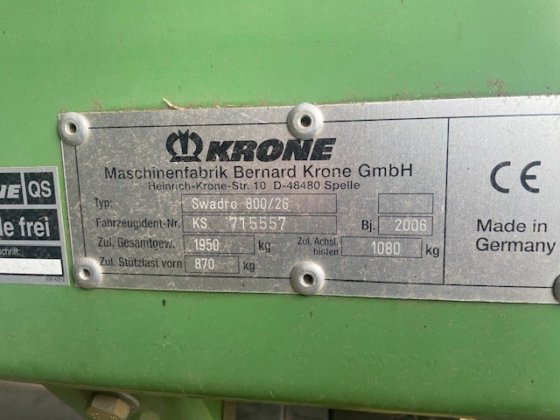 KRONE
Maschinenfabrik Bernard Krone GmbH
Heinrich-Krone-Str. 10 D-48480 Spelle
Typ: Swadro 800/26
Fahrzeugident-Nr. KS 715557 Bj. 2006
Zul. Gesamtgew. 1950 kg Zul. Achsl. hinten 1080 kg
Zul. Stützlast vorn 870 kg
CE
Made in
Germany
NE QS
le frei